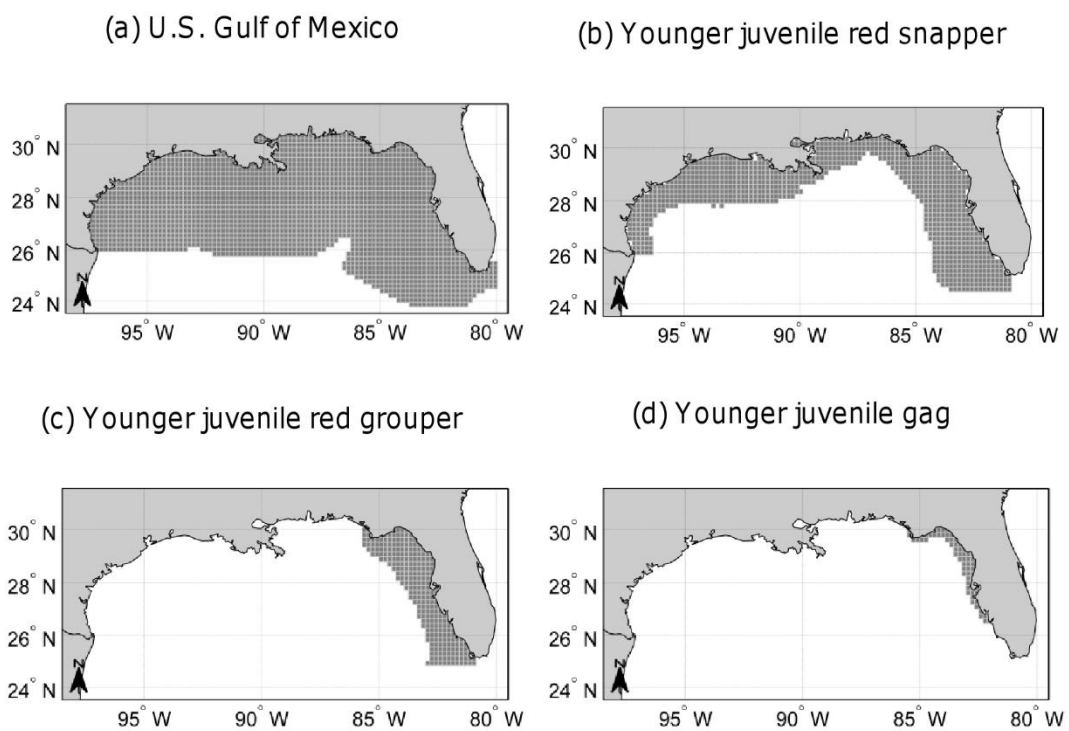 (a) U.S. Gulf of Mexico
30° N
28° N
26° N
24° N
N
95° W
90° W
85° W
80° W
(b) Younger juvenile red snapper
30° N
28° N
26° N
24° N
N
95° W
90° W
85° W
80° W
(c) Younger juvenile red grouper
30° N
28° N
26° N
24° N
N
95° W
90° W
85° W
80° W
(d) Younger juvenile gag
30° N
28° N
26° N
24° N
N
95° W
90° W
85° W
80° W